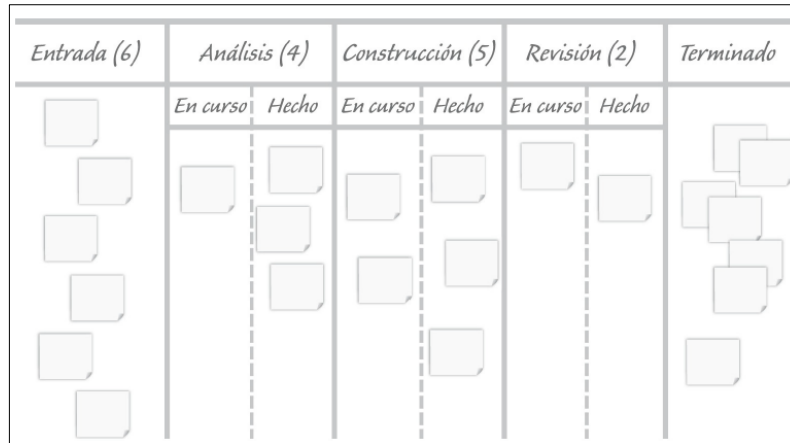 Entrada (6) Análisis (4) Construcción (5) Revisión (2) Terminado
En curso Hecho En curso Hecho En curso Hecho